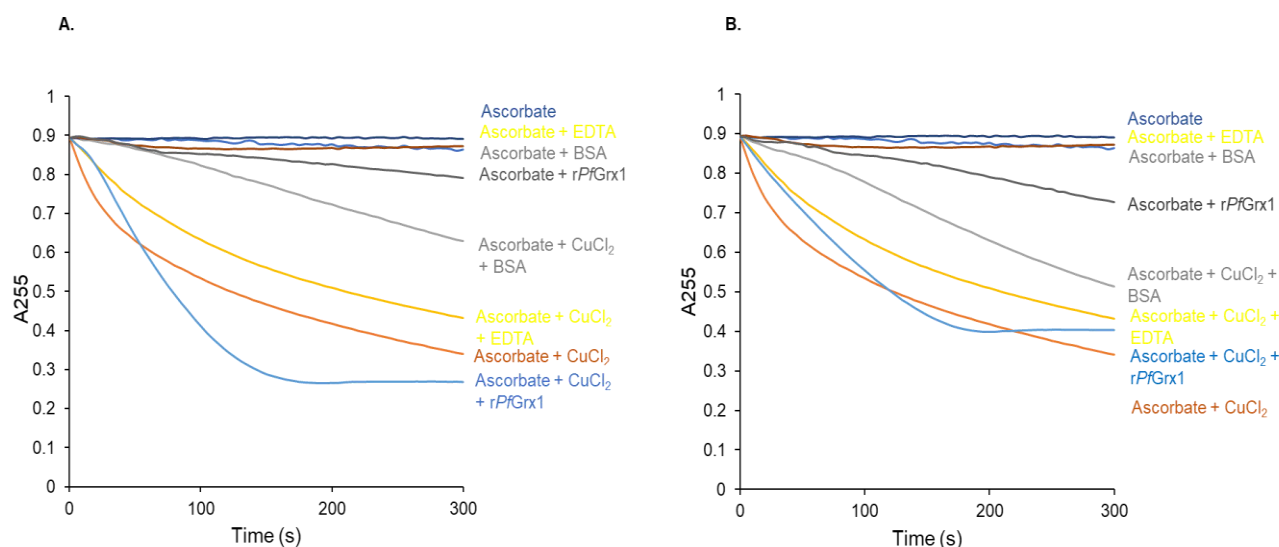 A.
1
0.9
0.8
0.7
0.6
0.5
0.4
0.3
0.2
0.1
0
A255
0 100 200 300
Time (s)
Ascorbate
Ascorbate + EDTA
Ascorbate + BSA
Ascorbate + rPfGrx1
Ascorbate + CuCl₂
+ BSA
Ascorbate + CuCl₂
+ EDTA
Ascorbate + CuCl₂
Ascorbate + CuCl₂
+ rPfGrx1
B.
1
0.9
0.8
0.7
0.6
0.5
0.4
0.3
0.2
0.1
0
A255
0 100 200 300
Time (s)
Ascorbate
Ascorbate + EDTA
Ascorbate + BSA
Ascorbate + rPfGrx1
Ascorbate + CuCl₂ +
BSA
Ascorbate + CuCl₂ +
EDTA
Ascorbate + CuCl₂ +
rPfGrx1
Ascorbate + CuCl₂